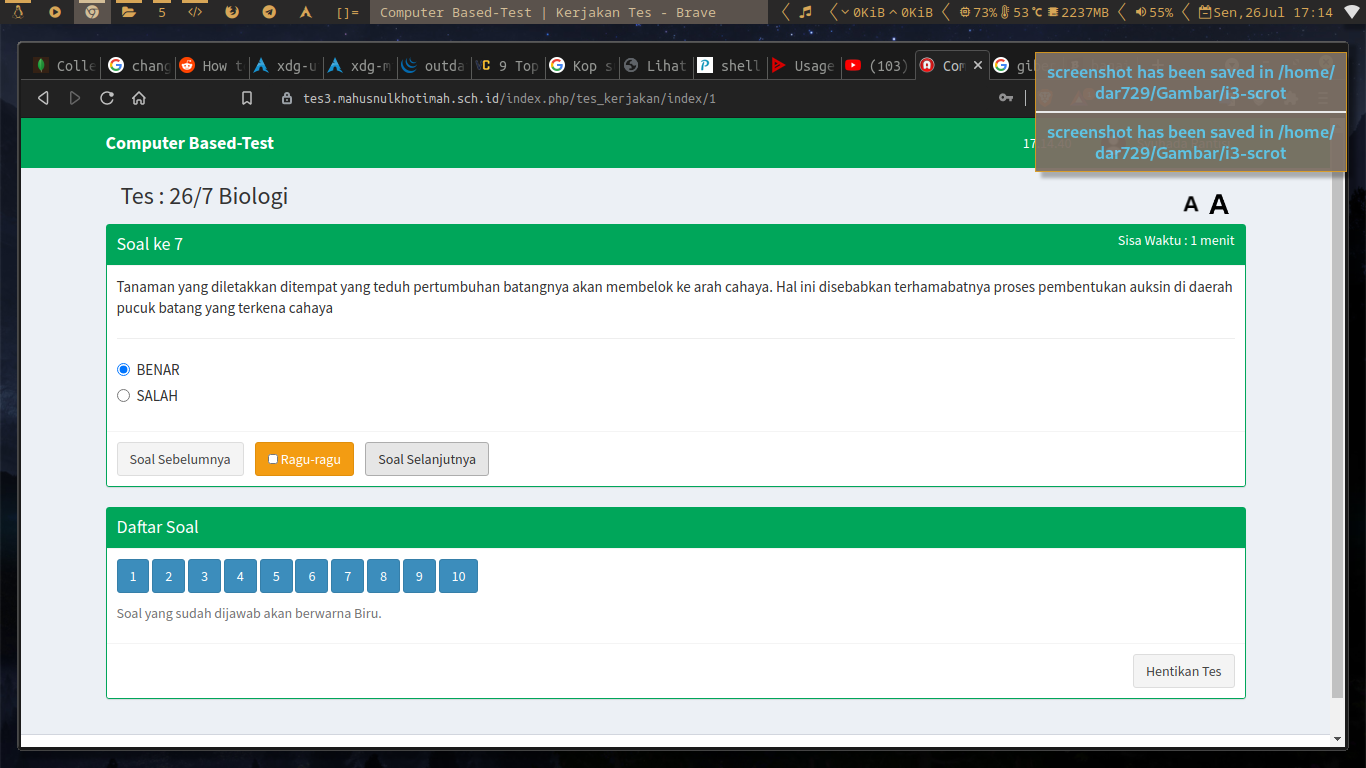 []= Computer Based-Test | Kerjakan Tes - Brave 0KiB 0KiB 73% 53℃ 2237MB 55% Sen,26Jul 17:14
5
Colle chang How t xdg-u xdg-m outda VC 9 Top Kop s Lihat shell Usage (103) Com gi
screenshot has been saved in /home/
dar729/Gambar/i3-scrot
tes3.mahusnulkhotimah.sch.id/index.php/tes_kerjakan/index/1
screenshot has been saved in /home/
dar729/Gambar/i3-scrot
Computer Based-Test
Tes : 26/7 Biologi
A A
Soal ke 7
Sisa Waktu : 1 menit
Tanaman yang diletakkan ditempat yang teduh pertumbuhan batangnya akan membelok ke arah cahaya. Hal ini disebabkan terhamabatnya proses pembentukan auksin di daerah
pucuk batang yang terkena cahaya
BENAR
SALAH
Soal Sebelumnya Ragu-ragu Soal Selanjutnya
Daftar Soal
1 2 3 4 5 6 7 8 9 10
Soal yang sudah dijawab akan berwarna Biru.
Hentikan Tes